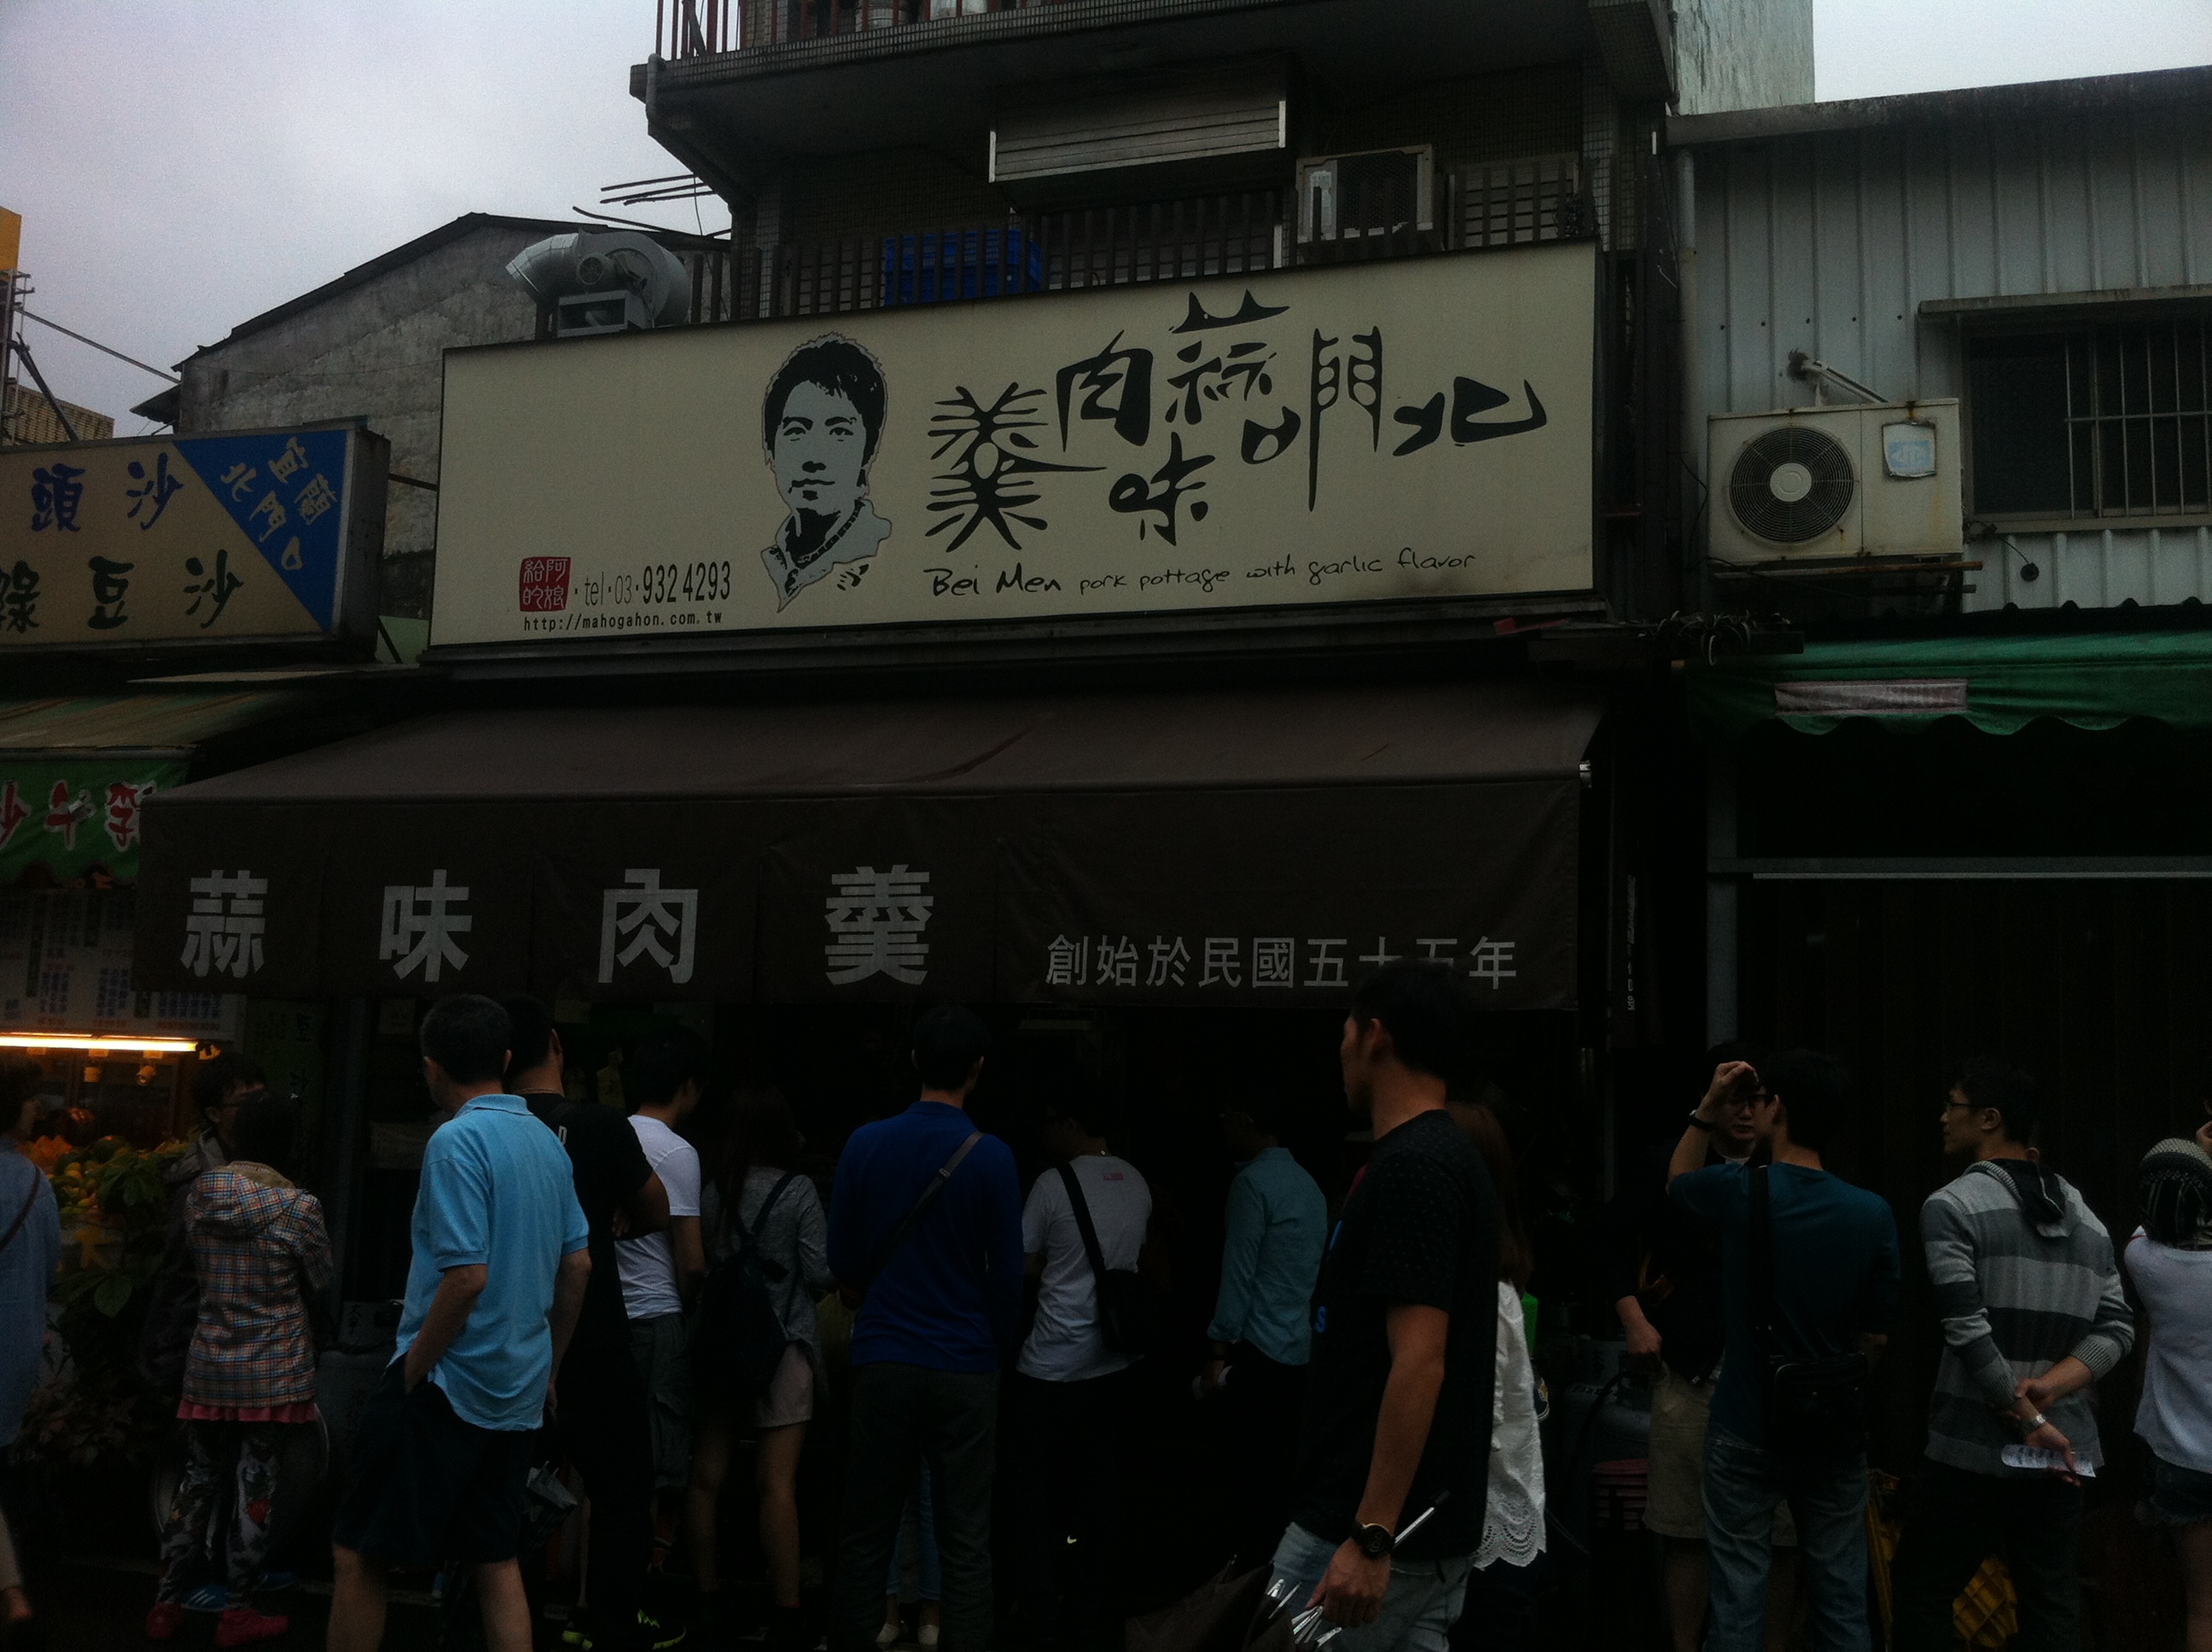 北門口蒜味肉羹
Bei Men pork pottage with garlic flavor
給阿的娘
tel·03·9324293
http://mahogahon.com.tw
蒜味肉羹
創始於民國五十五年
宜蘭
北門口
沙頭
沙豆綠